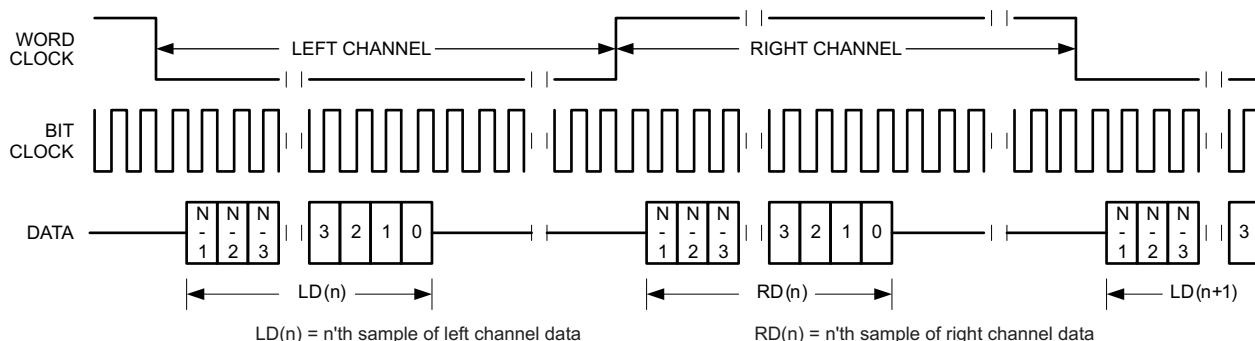 WORD
CLOCK
LEFT CHANNEL
RIGHT CHANNEL
BIT
CLOCK
DATA
N
-
1
N
-
2
N
-
3
3
2
1
0
N
-
1
N
-
2
N
-
3
3
2
1
0
N
-
1
N
-
2
N
-
3
3
LD(n)
RD(n)
LD(n+1)
LD(n) = n'th sample of left channel data
RD(n) = n'th sample of right channel data